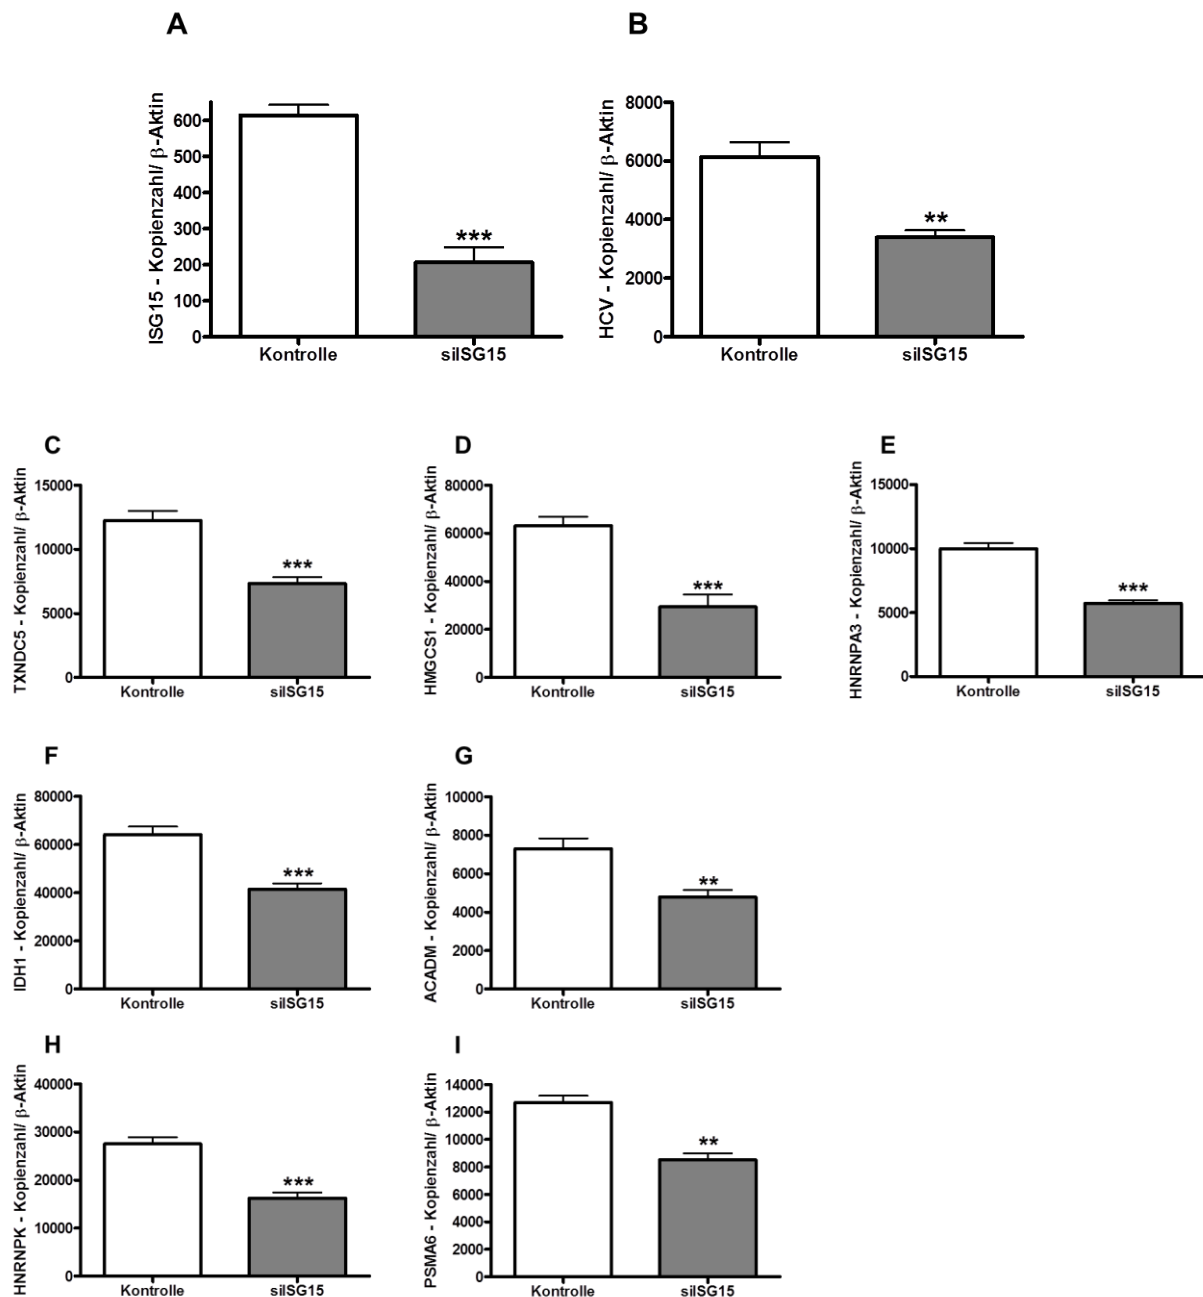 A
ISG15 - Kopienzahl/ β-Aktin
600
500
400
300
200
100
0
***
Kontrolle
siISG15
B
HCV - Kopienzahl/ β-Aktin
8000
6000
4000
2000
0
**
Kontrolle
siISG15
C
TXNDC5 - Kopienzahl/ β-Aktin
15000
10000
5000
0
***
Kontrolle
siISG15
D
HMGCS1 - Kopienzahl/ β-Aktin
80000
60000
40000
20000
0
***
Kontrolle
siISG15
E
HNRNPA3 - Kopienzahl/ β-Aktin
15000
10000
5000
0
***
Kontrolle
siISG15
F
IDH1 - Kopienzahl/ β-Aktin
80000
60000
40000
20000
0
***
Kontrolle
siISG15
G
ACADM - Kopienzahl/ β-Aktin
10000
8000
6000
4000
2000
0
**
Kontrolle
siISG15
H
HNRNPK - Kopienzahl/ β-Aktin
40000
30000
20000
10000
0
***
Kontrolle
siISG15
I
PSMA6 - Kopienzahl/ β-Aktin
14000
12000
10000
8000
6000
4000
2000
0
**
Kontrolle
siISG15